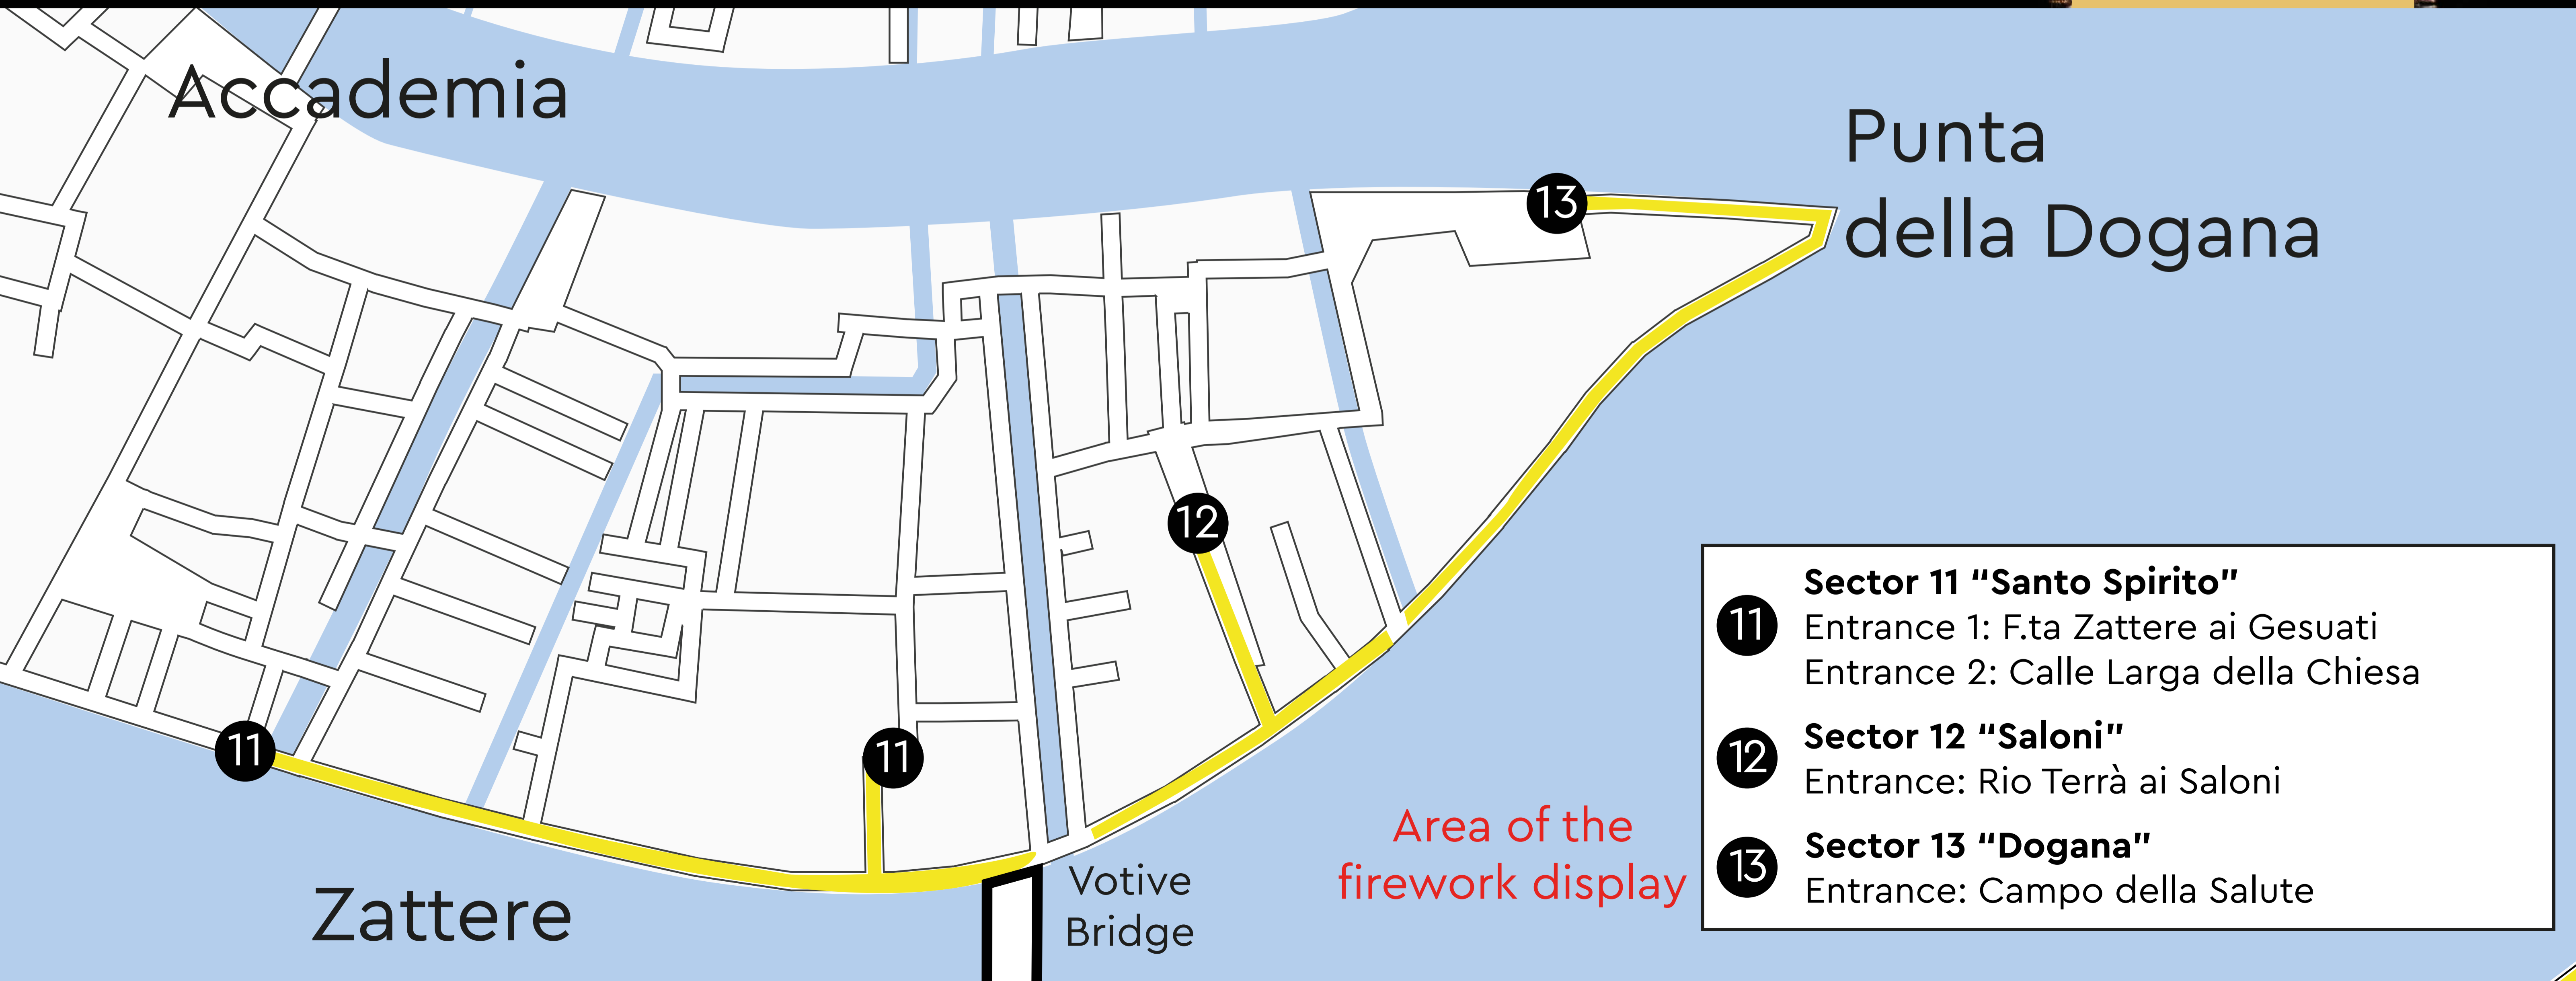 Accademia
Punta
della Dogana
13
12
11
11
Zattere
Votive
Bridge
Area of the
firework display
11
Sector 11 “Santo Spirito”
Entrance 1: F.ta Zattere ai Gesuati
Entrance 2: Calle Larga della Chiesa
12
Sector 12 “Saloni”
Entrance: Rio Terrà ai Saloni
13
Sector 13 “Dogana”
Entrance: Campo della Salute